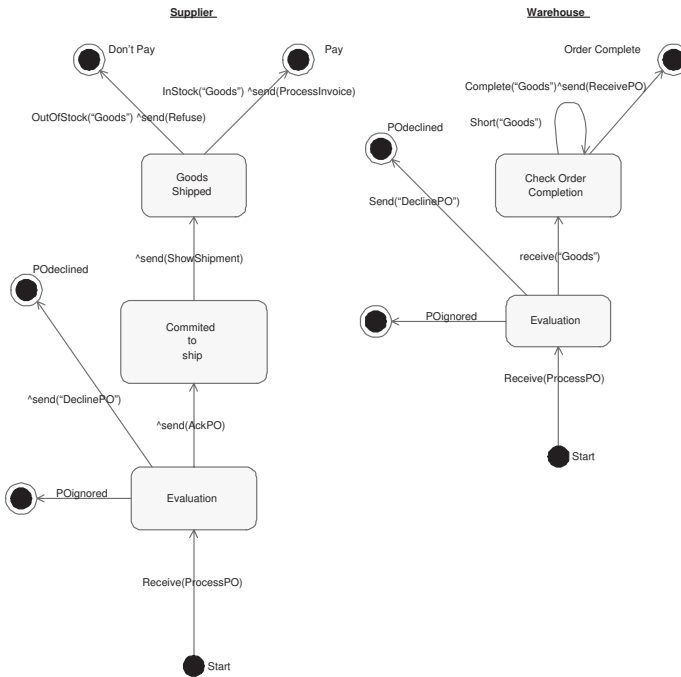 Supplier
Don't Pay
Pay
InStock(“Goods”) ^send(ProcessInvoice)
OutOfStock(“Goods”) ^send(Refuse)
Goods
Shipped
^send(ShowShipment)
POdeclined
Commited
to
ship
^send(“DeclinePO”)
^send(AckPO)
POignored
Evaluation
Receive(ProcessPO)
Start
Warehouse
Order Complete
Complete(“Goods”)^send(ReceivePO)
Short(“Goods”)
POdeclined
Check Order
Completion
Send(“DeclinePO”)
receive(“Goods”)
POignored
Evaluation
Receive(ProcessPO)
Start